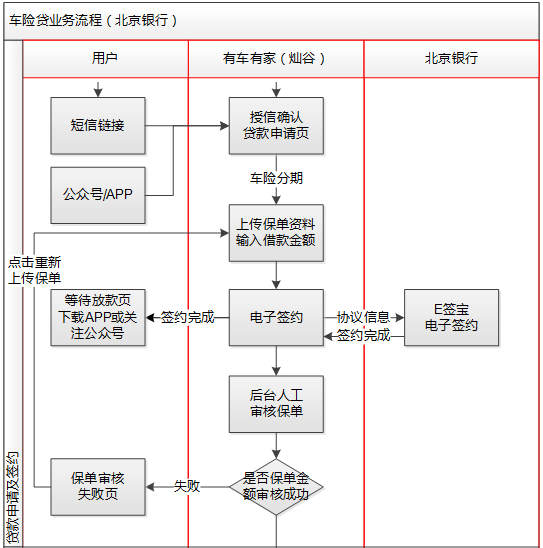 车险贷业务流程（北京银行）
用户
有车有家（灿谷）
北京银行
短信链接
授信确认
贷款申请页
公众号/APP
车险分期
上传保单资料
输入借款金额
点击重新
上传保单
等待放款页
下载APP或关
注公众号
签约完成
电子签约
协议信息
签约完成
E签宝
电子签约
后台人工
审核保单
保单审核
失败页
失败
是否保单金
额审核成功
贷款申请及签约